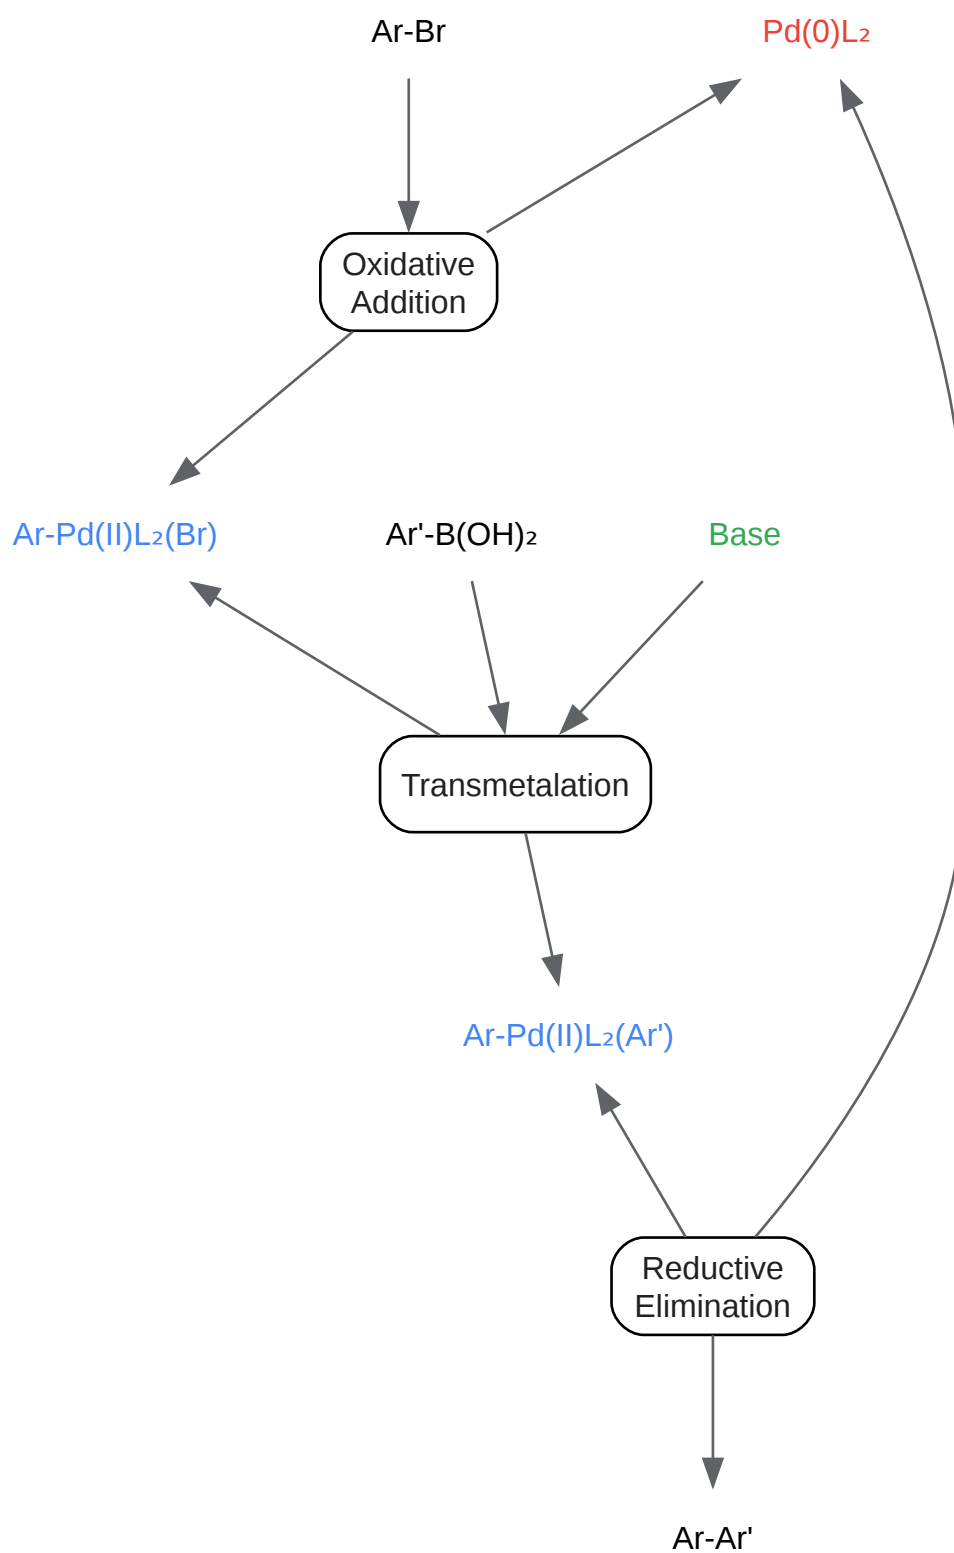 Ar-Br
Pd(0)L₂
Oxidative
Addition
Ar-Pd(II)L₂(Br)
Ar'-B(OH)₂
Base
Transmetalation
Ar-Pd(II)L₂(Ar')
Reductive
Elimination
Ar-Ar'